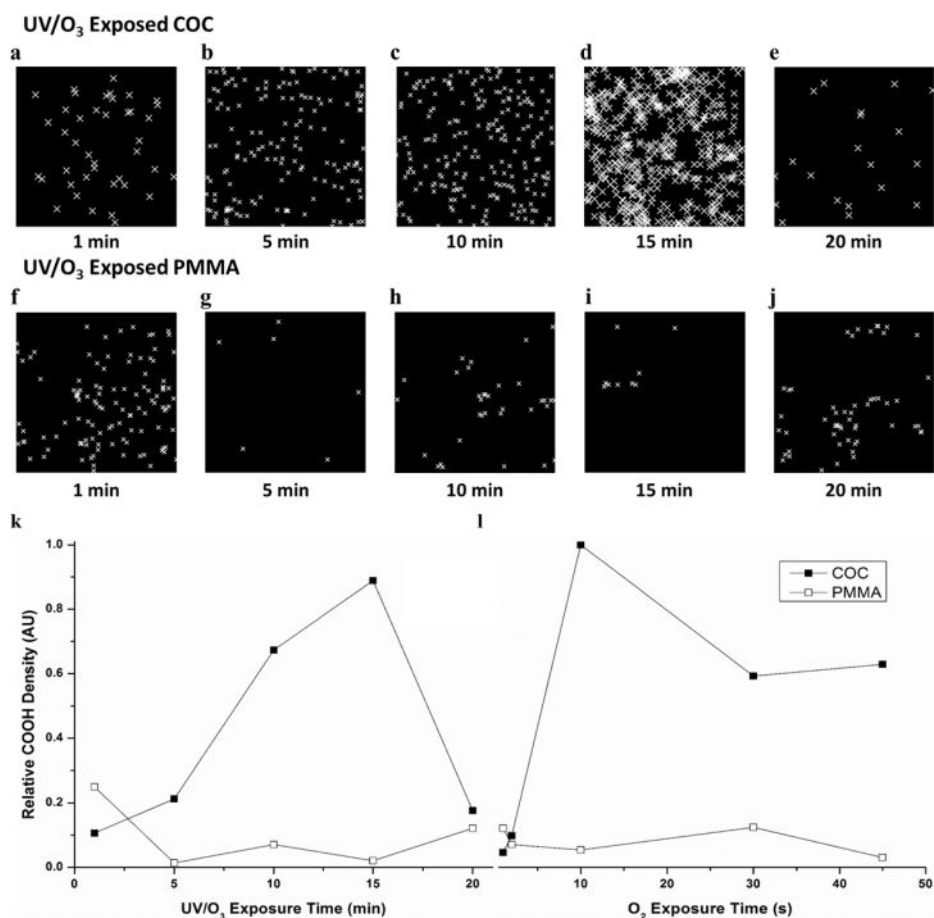 UV/O₃ Exposed COC
a b c d e
1 min 5 min 10 min 15 min 20 min
UV/O₃ Exposed PMMA
f g h i j
1 min 5 min 10 min 15 min 20 min
k l
Relative COOH Density (AU)
1.0
0.8
0.6
0.4
0.2
0.0
COC
PMMA
0 5 10 15 20 10 20 30 40 50
UV/O₃ Exposure Time (min) O₂ Exposure Time (s)